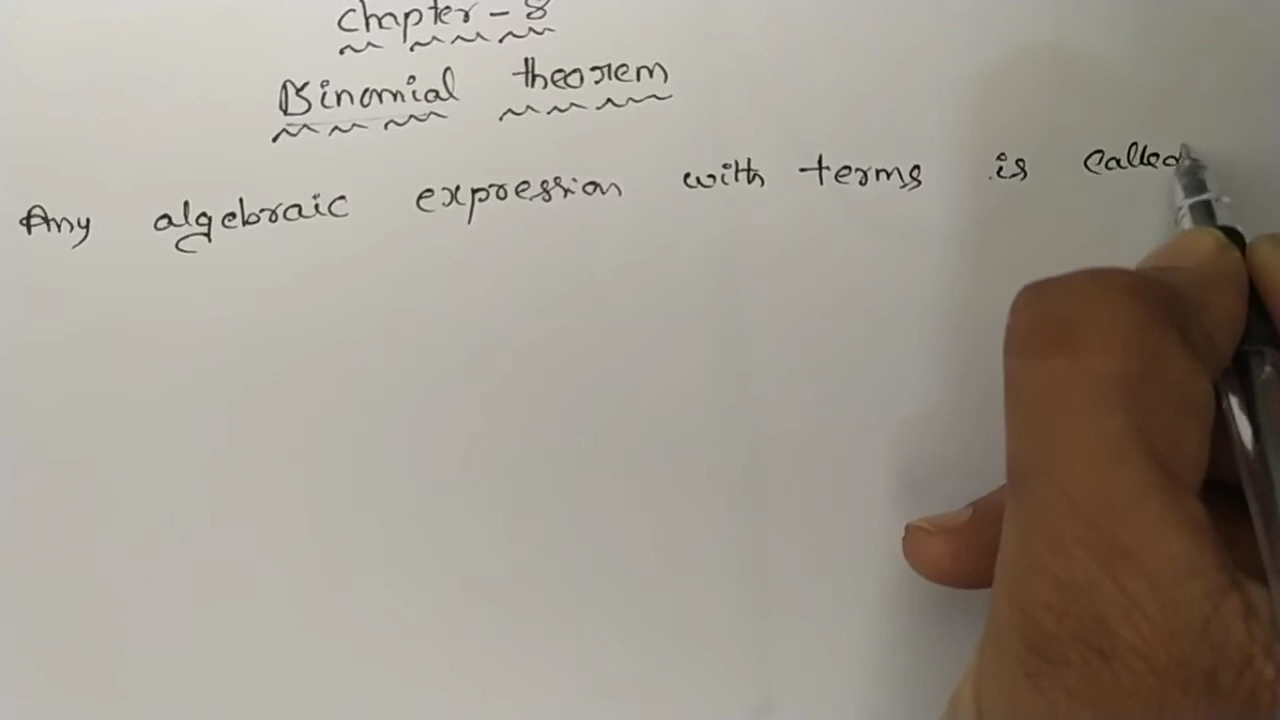 Chapter - 8
Binomial theorem
Any algebraic expression with terms is called